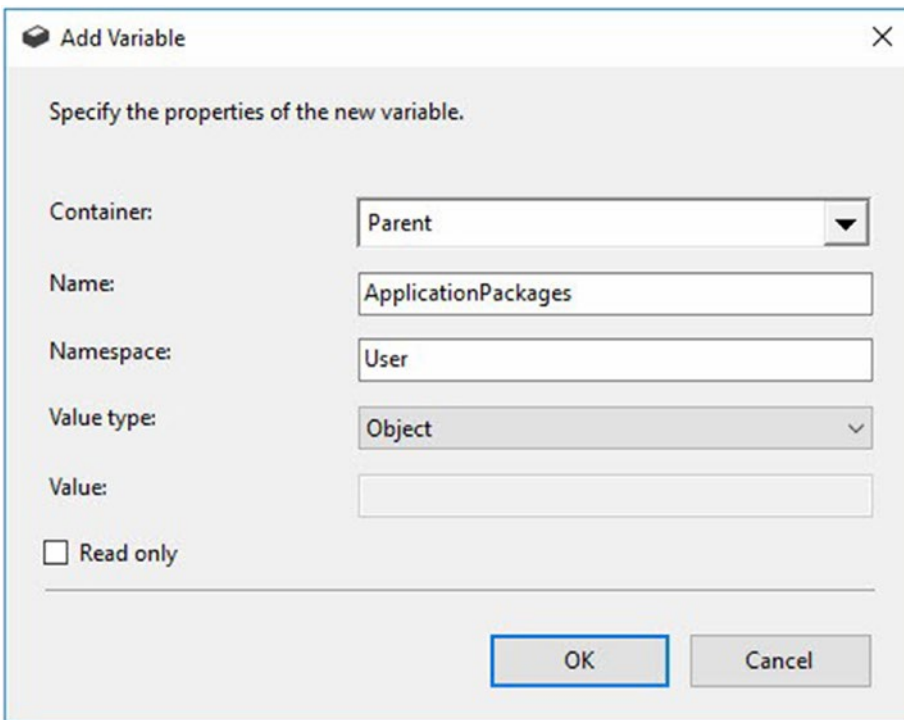 Add Variable
Specify the properties of the new variable.
Container: Parent
Name: ApplicationPackages
Namespace: User
Value type: Object
Value:
Read only
OK Cancel